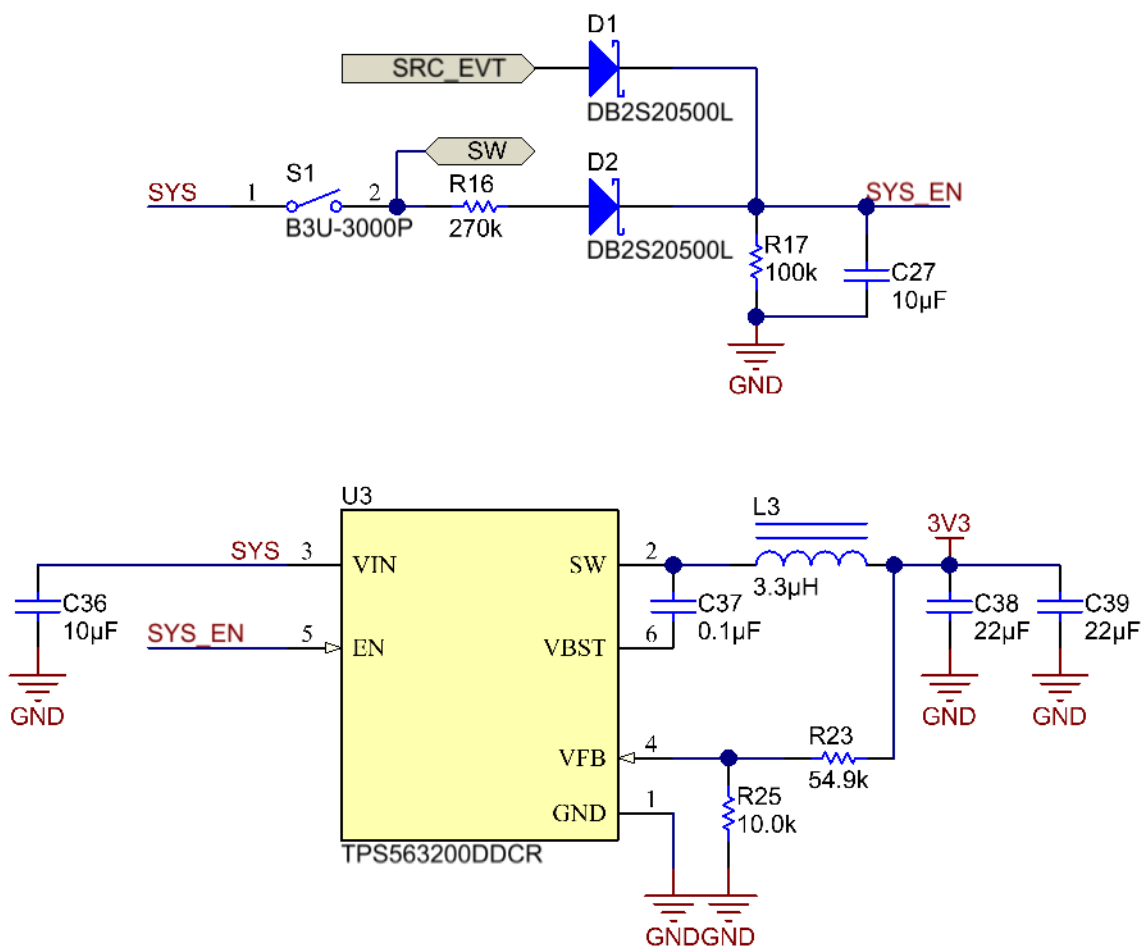 D1
SRC_EVT
DB2S20500L
SW
D2
S1
SYS
1
2
R16
SYS_EN
B3U-3000P
270k
DB2S20500L
R17
100k
C27
10µF
GND
U3
L3
3V3
SYS
3
VIN
SW
2
3.3µH
C36
10µF
C37
0.1µF
C38
22µF
C39
22µF
SYS_EN
5
EN
VBST
6
GND
GND
GND
VFB
4
R23
54.9k
R25
10.0k
GND
1
TPS563200DDCR
GND
GND